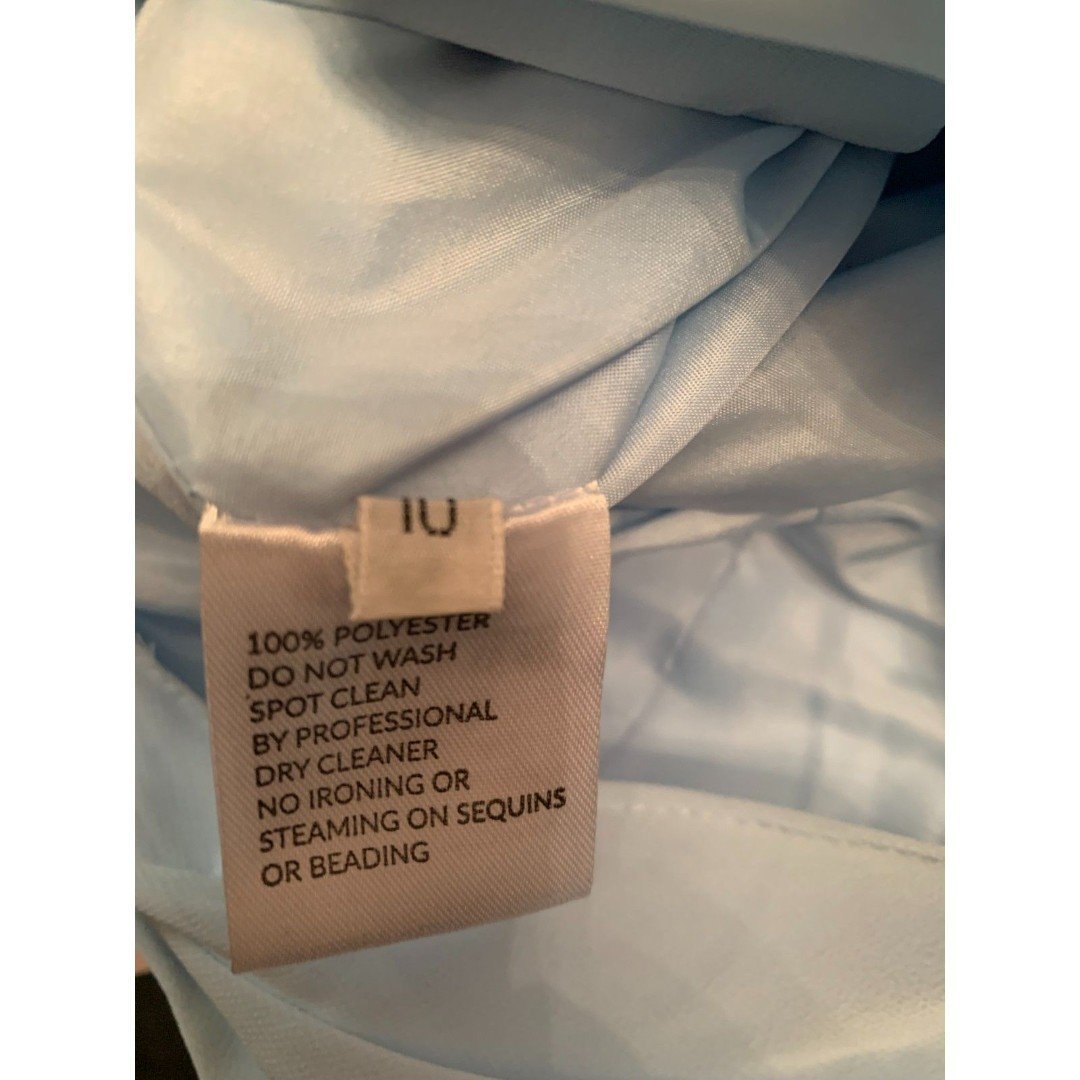 10
100% POLYESTER
DO NOT WASH
SPOT CLEAN
BY PROFESSIONAL
DRY CLEANER
NO IRONING OR
STEAMING ON SEQUINS
OR BEADING